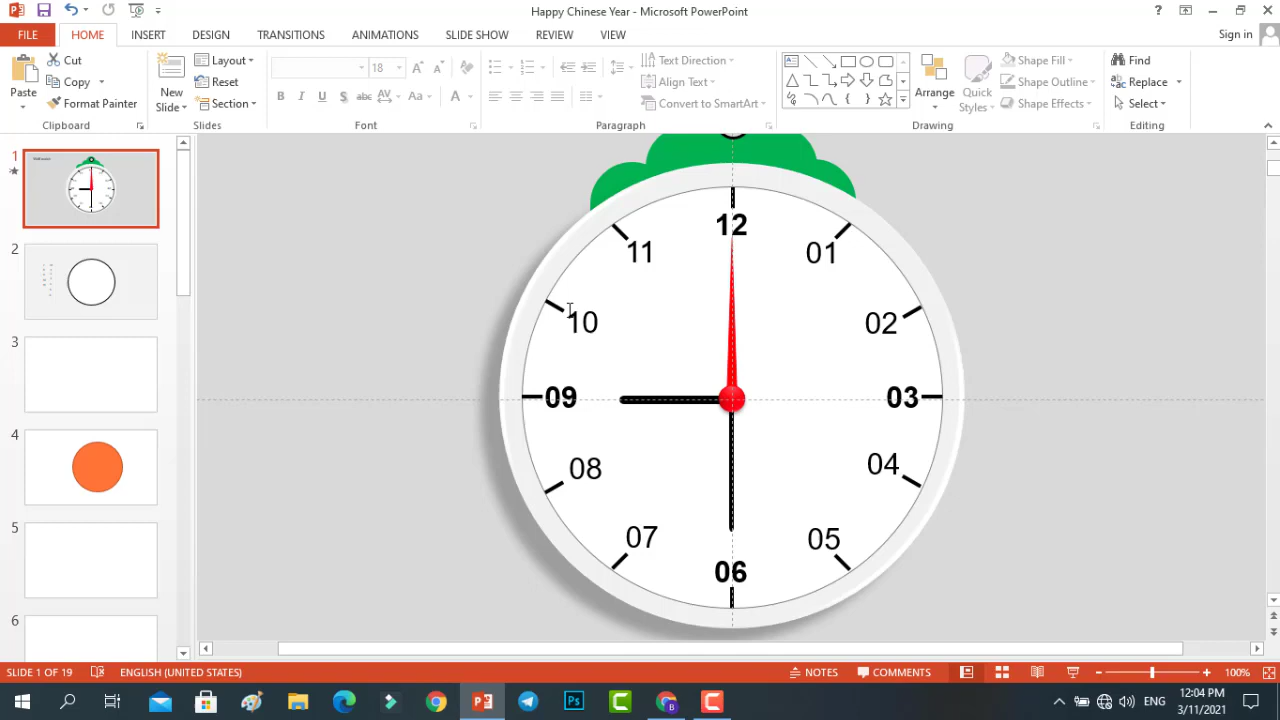 Happy Chinese Year - Microsoft PowerPoint
?
FILE HOME INSERT DESIGN TRANSITIONS ANIMATIONS SLIDE SHOW REVIEW VIEW Sign in
Paste
Cut
Copy
Format Painter
Clipboard
New
Slide
Layout
Reset
Section
Slides
18
B I U S abc AV Aa A
Font
Text Direction
Align Text
Convert to SmartArt
Paragraph
Arrange
Quick
Styles
Shape Fill
Shape Outline
Shape Effects
Drawing
Find
Replace
Select
Editing
1
2
3
4
5
6
12
11 01
10 02
09 03
08 04
07 05
06
SLIDE 1 OF 19 ENGLISH (UNITED STATES) NOTES COMMENTS 100%
ENG
12:04 PM
3/11/2021